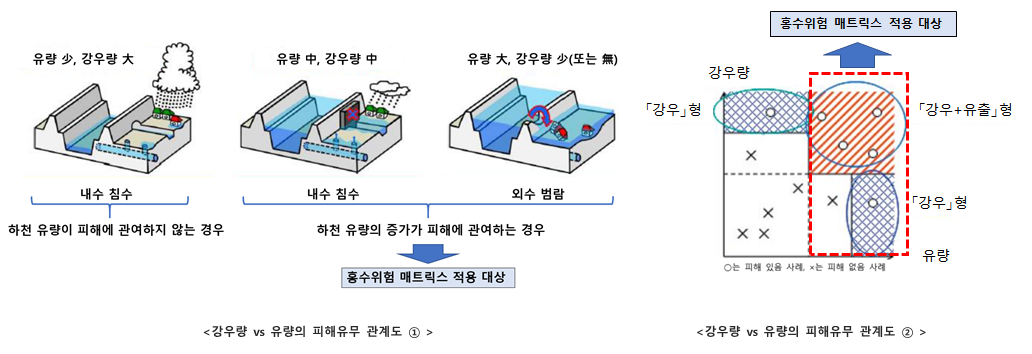 유량 少, 강우량 大
유량 中, 강우량 中
유량 大, 강우량 少(또는 無)
내수 침수
내수 침수
외수 범람
하천 유량이 피해에 관여하지 않는 경우
하천 유량의 증가가 피해에 관여하는 경우
홍수위험 매트릭스 적용 대상
<강우량 vs 유량의 피해유무 관계도 ① >
홍수위험 매트릭스 적용 대상
강우량
「강우」형
「강우+유출」형
「강우」형
유량
○는 피해 있음 사례, ×는 피해 없음 사례
<강우량 vs 유량의 피해유무 관계도 ② >